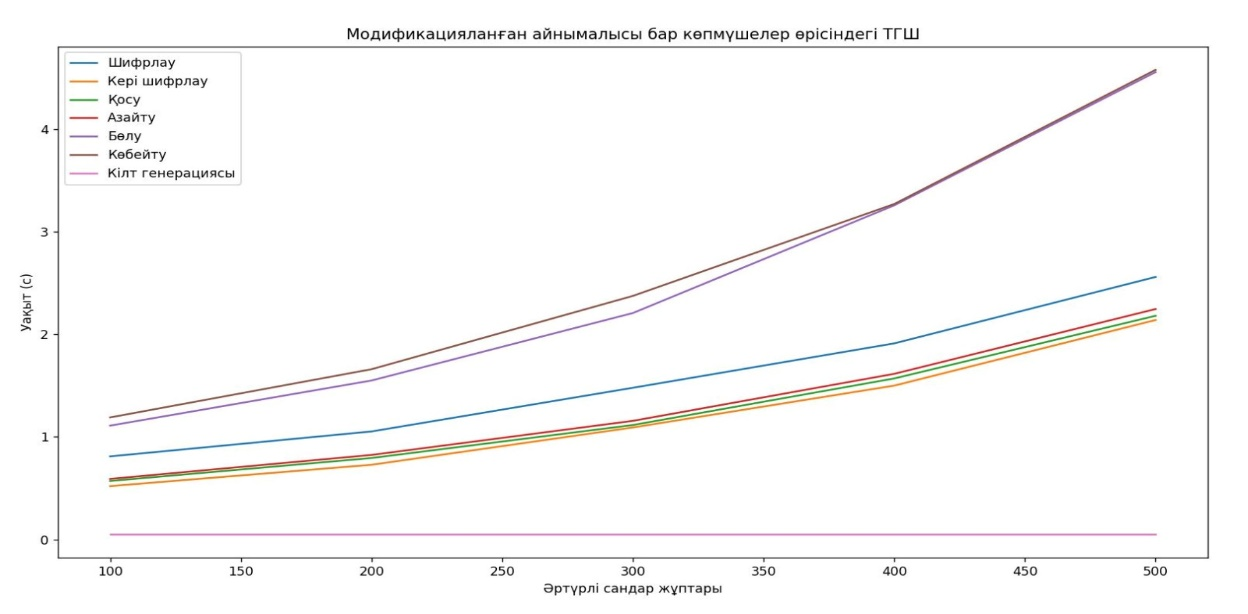 Модификацияланған айнымалысы бар көпмүшелер өрісіндегі ТГШ
Шифрлау
Кері шифрлау
Қосу
Азайту
Бөлу
Көбейту
Кілт генерациясы
Уақыт (с)
4
3
2
1
0
100 150 200 250 300 350 400 450 500
Әртүрлі сандар жұптары